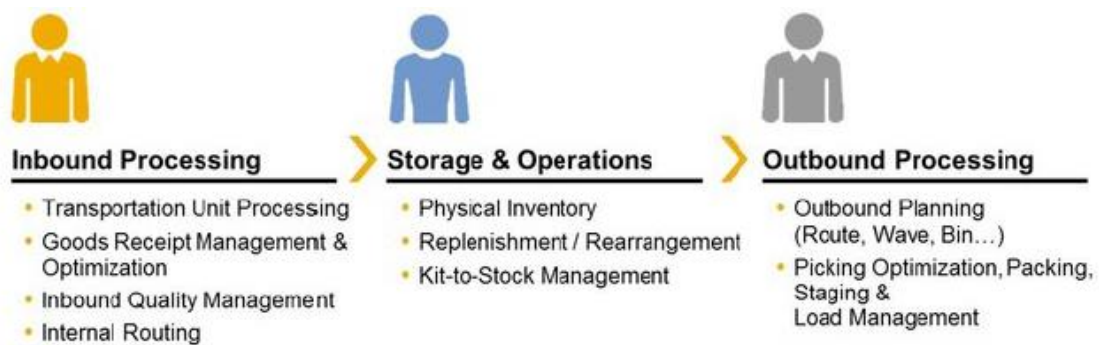 Inbound Processing
• Transportation Unit Processing
• Goods Receipt Management &
Optimization
• Inbound Quality Management
• Internal Routing
Storage & Operations
• Physical Inventory
• Replenishment / Rearrangement
• Kit-to-Stock Management
Outbound Processing
• Outbound Planning
(Route, Wave, Bin...)
• Picking Optimization, Packing,
Staging &
Load Management